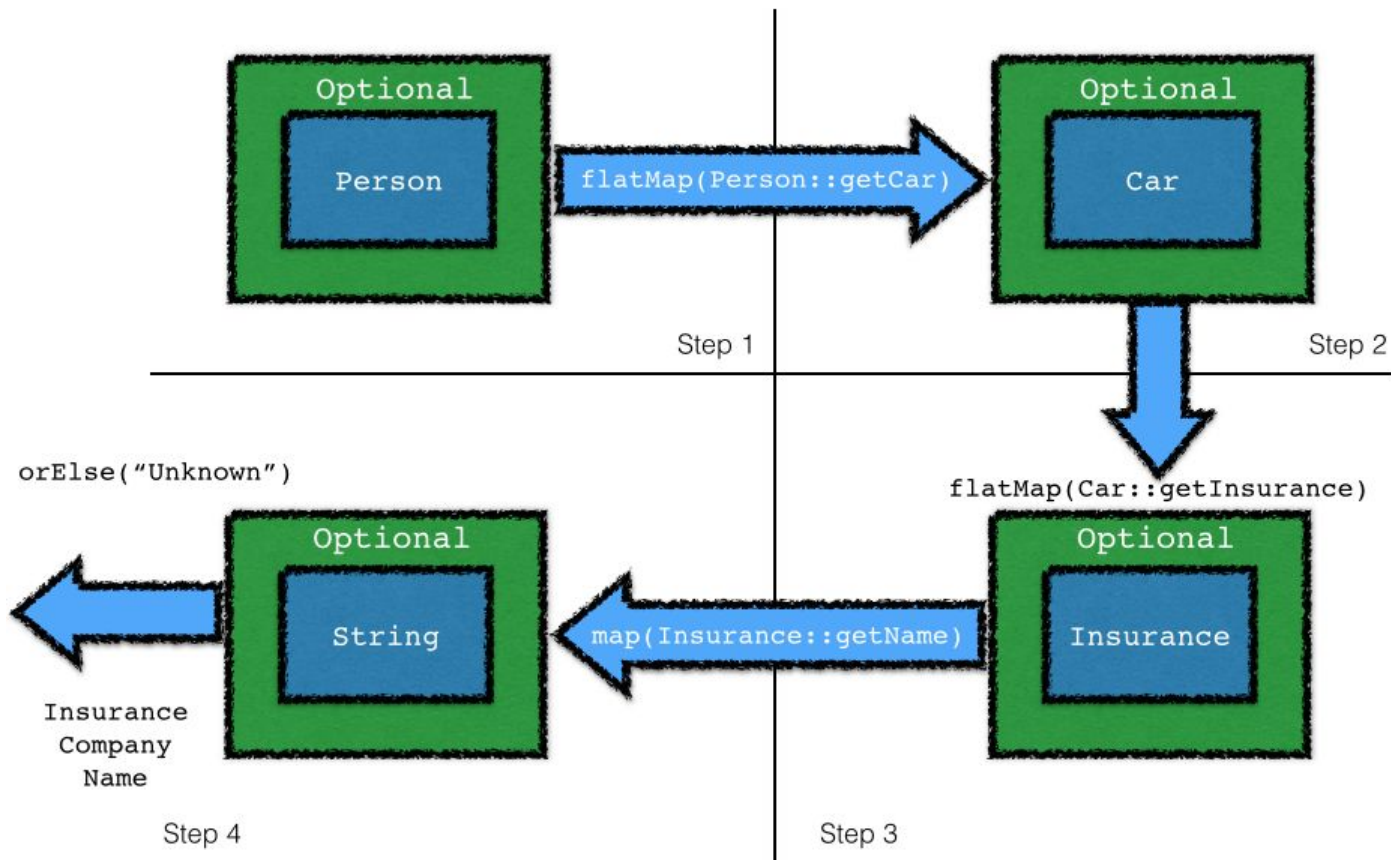 Optional
Person
flatMap(Person::getCar)
Optional
Car
Step 1
Step 2
orElse(“Unknown”)
flatMap(Car::getInsurance)
Optional
Insurance
map(Insurance::getName)
Optional
String
Insurance
Company
Name
Step 4
Step 3